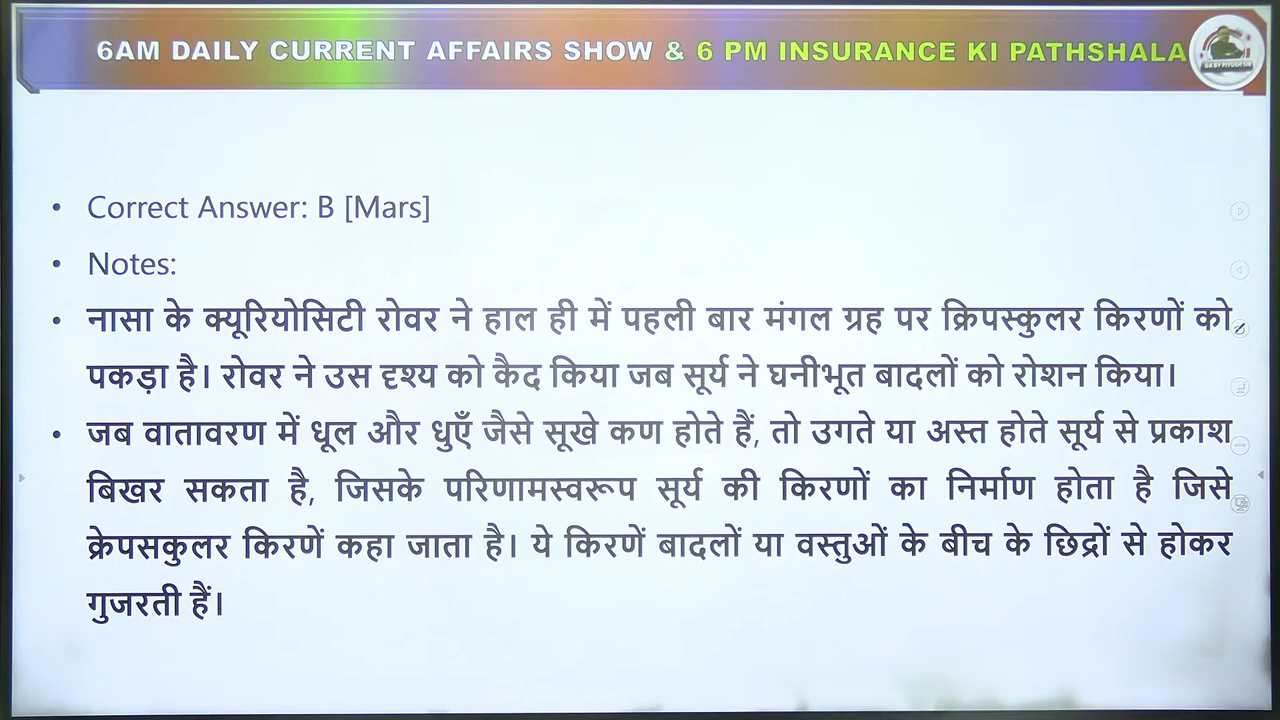 6AM DAILY CURRENT AFFAIRS SHOW & 6 PM INSURANCE KI PATHSHALA
• Correct Answer: B [Mars]
• Notes:
• नासा के क्यूरियोसिटी रोवर ने हाल ही में पहली बार मंगल ग्रह पर क्रिपस्कुलर किरणों को
पकड़ा है। रोवर ने उस दृश्य को कैद किया जब सूर्य ने घनीभूत बादलों को रोशन किया।
• जब वातावरण में धूल और धुएँ जैसे सूखे कण होते हैं, तो उगते या अस्त होते सूर्य से प्रकाश
बिखर सकता है, जिसके परिणामस्वरूप सूर्य की किरणों का निर्माण होता है जिसे
क्रेपसकुलर किरणें कहा जाता है। ये किरणें बादलों या वस्तुओं के बीच के छिद्रों से होकर
गुजरती हैं।